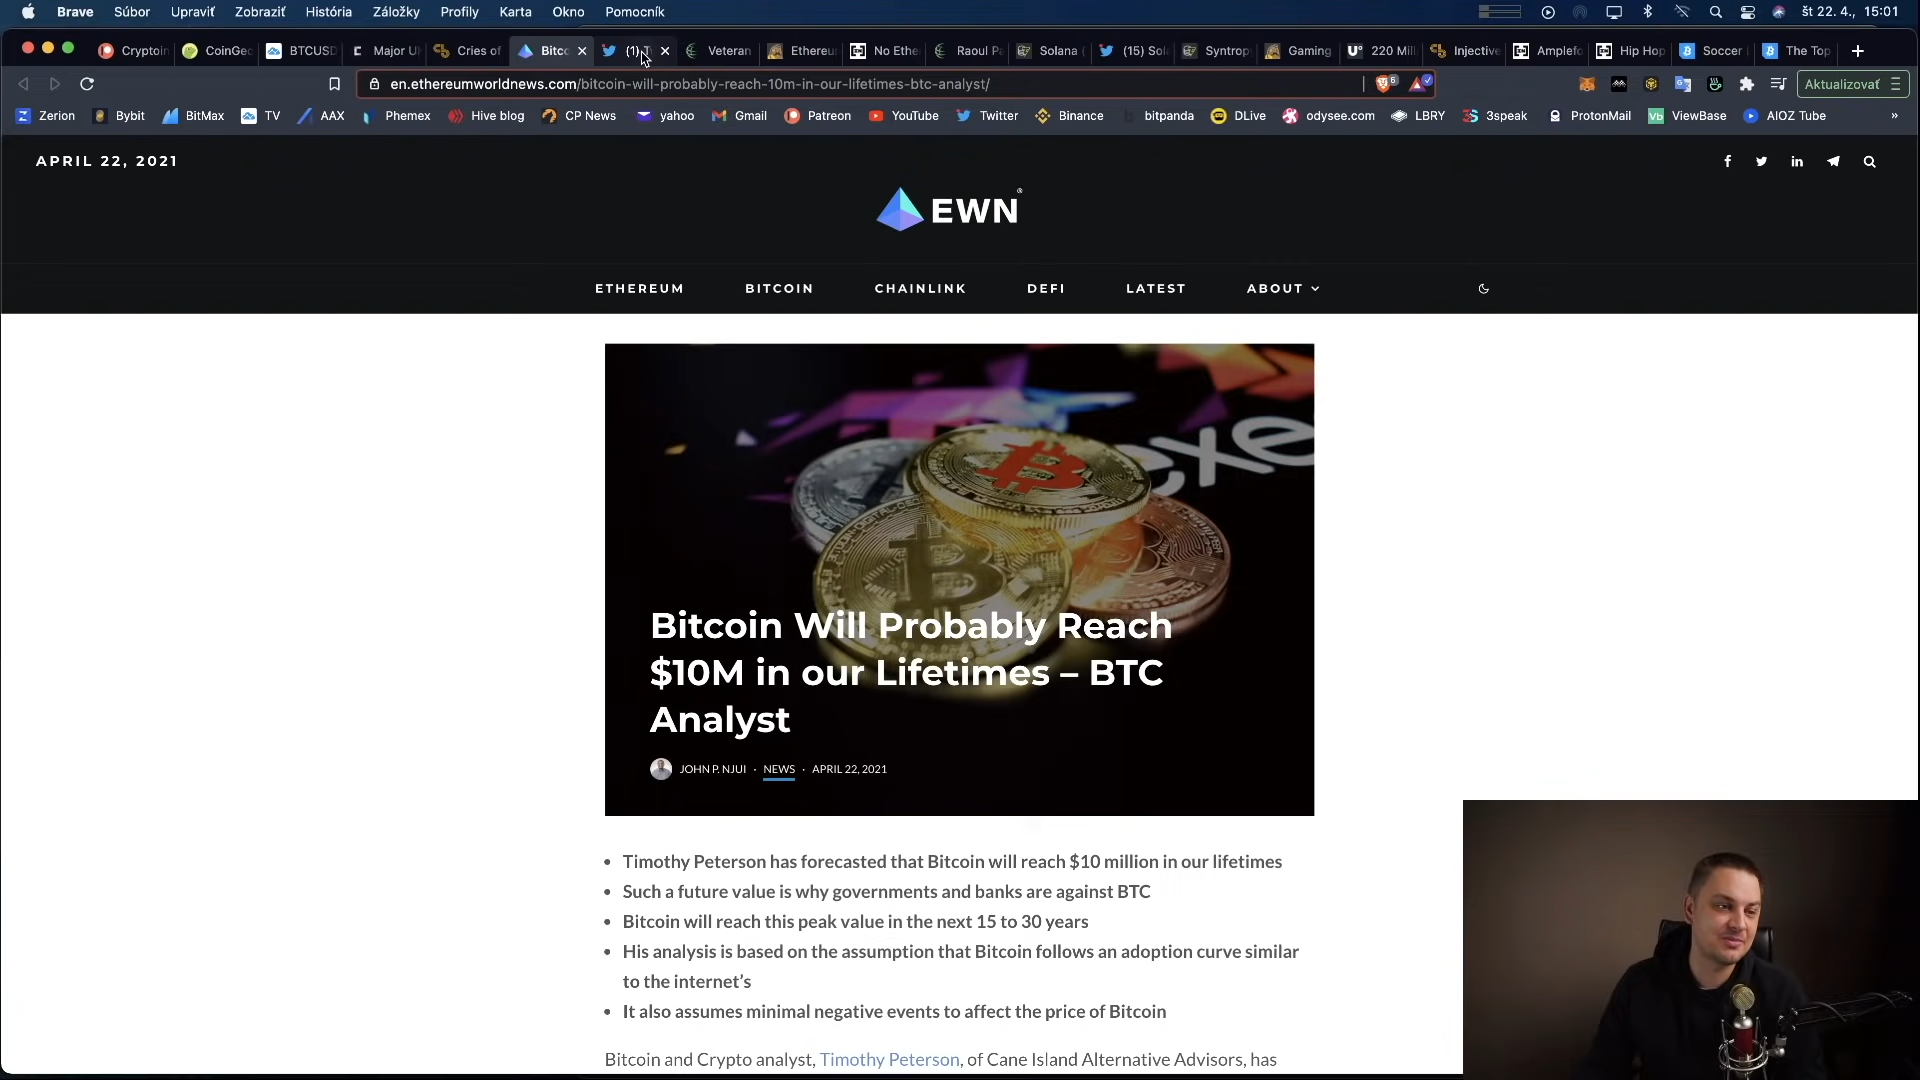 Brave Súbor Upraviť Zobraziť História Záložky Profily Karta Okno Pomocník št 22. 4., 15:01
Cryptoin CoinGec BTCUSD Major U Cries of Bitco (1) T Veteran Ethereu No Ethe Raoul Pa Solana ( (15) Sol Syntrop Gaming 220 Mill Injective Amplefo Hip Hop Soccer The Top
en.ethereumworldnews.com/bitcoin-will-probably-reach-10m-in-our-lifetimes-btc-analyst/ 6 Aktualizovať
Zerion Bybit BitMax TV AAX Phemex Hive blog CP News yahoo Gmail Patreon YouTube Twitter Binance bitpanda DLive odysee.com LBRY 3speak ProtonMail ViewBase AIOZ Tube »
APRIL 22, 2021
EWN
ETHEREUM BITCOIN CHAINLINK DEFI LATEST ABOUT
exe
Bitcoin Will Probably Reach
$10M in our Lifetimes – BTC
Analyst
JOHN P. NJUI · NEWS · APRIL 22, 2021
• Timothy Peterson has forecasted that Bitcoin will reach $10 million in our lifetimes
• Such a future value is why governments and banks are against BTC
• Bitcoin will reach this peak value in the next 15 to 30 years
• His analysis is based on the assumption that Bitcoin follows an adoption curve similar
to the internet’s
• It also assumes minimal negative events to affect the price of Bitcoin
Bitcoin and Crypto analyst, Timothy Peterson, of Cane Island Alternative Advisors, has